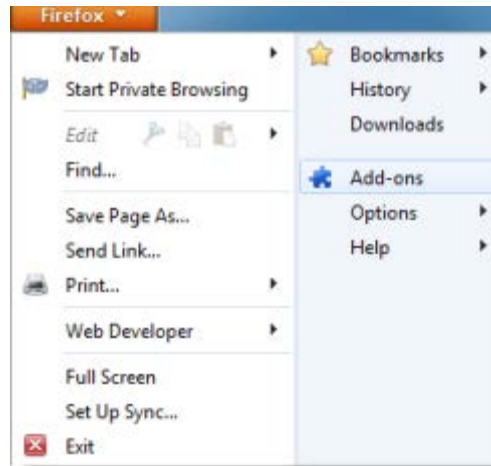 Firefox
New Tab
Start Private Browsing
Edit
Find...
Save Page As...
Send Link...
Print...
Web Developer
Full Screen
Set Up Sync...
Exit
Bookmarks
History
Downloads
Add-ons
Options
Help